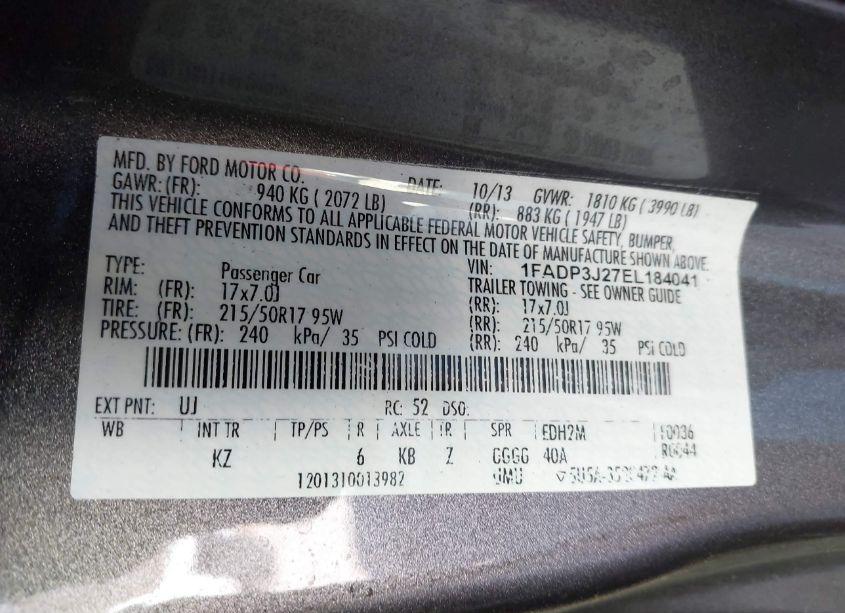 MFD. BY FORD MOTOR CO. DATE: 10/13 GVWR: 1810 KG ( 3990 LB)
GAWR: (FR): 940 KG ( 2072 LB) (RR): 883 KG ( 1947 LB)
THIS VEHICLE CONFORMS TO ALL APPLICABLE FEDERAL MOTOR VEHICLE SAFETY, BUMPER,
AND THEFT PREVENTION STANDARDS IN EFFECT ON THE DATE OF MANUFACTURE SHOWN ABOVE.
VIN: 1FADP3J27EL184041
TYPE: Passenger Car TRAILER TOWING - SEE OWNER GUIDE
RIM: (FR): 17x7.0J (RR): 17x7.0J
TIRE: (FR): 215/50R17 95W (RR): 215/50R17 95W
PRESSURE: (FR): 240 kPa/ 35 PSI COLD (RR): 240 kPa/ 35 PSI COLD
EXT PNT: UJ RC: 52 DSO:
WB INT TR TP/PS R AXLE TR SPR EDH2M
KZ 6 KB Z GGGG 40A
1201310013982